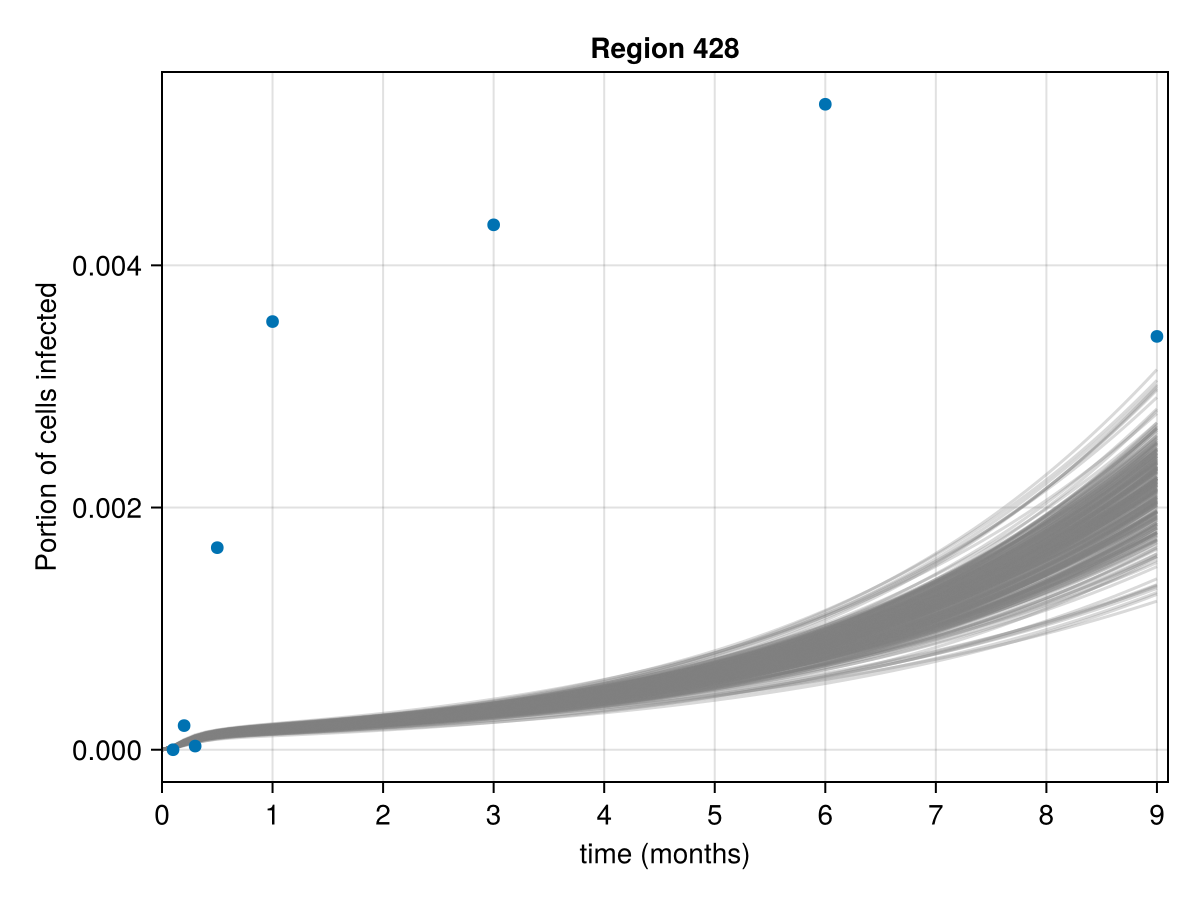 Region 428
Portion of cells infected
0.004
0.002
0.000
0 1 2 3 4 5 6 7 8 9
time (months)